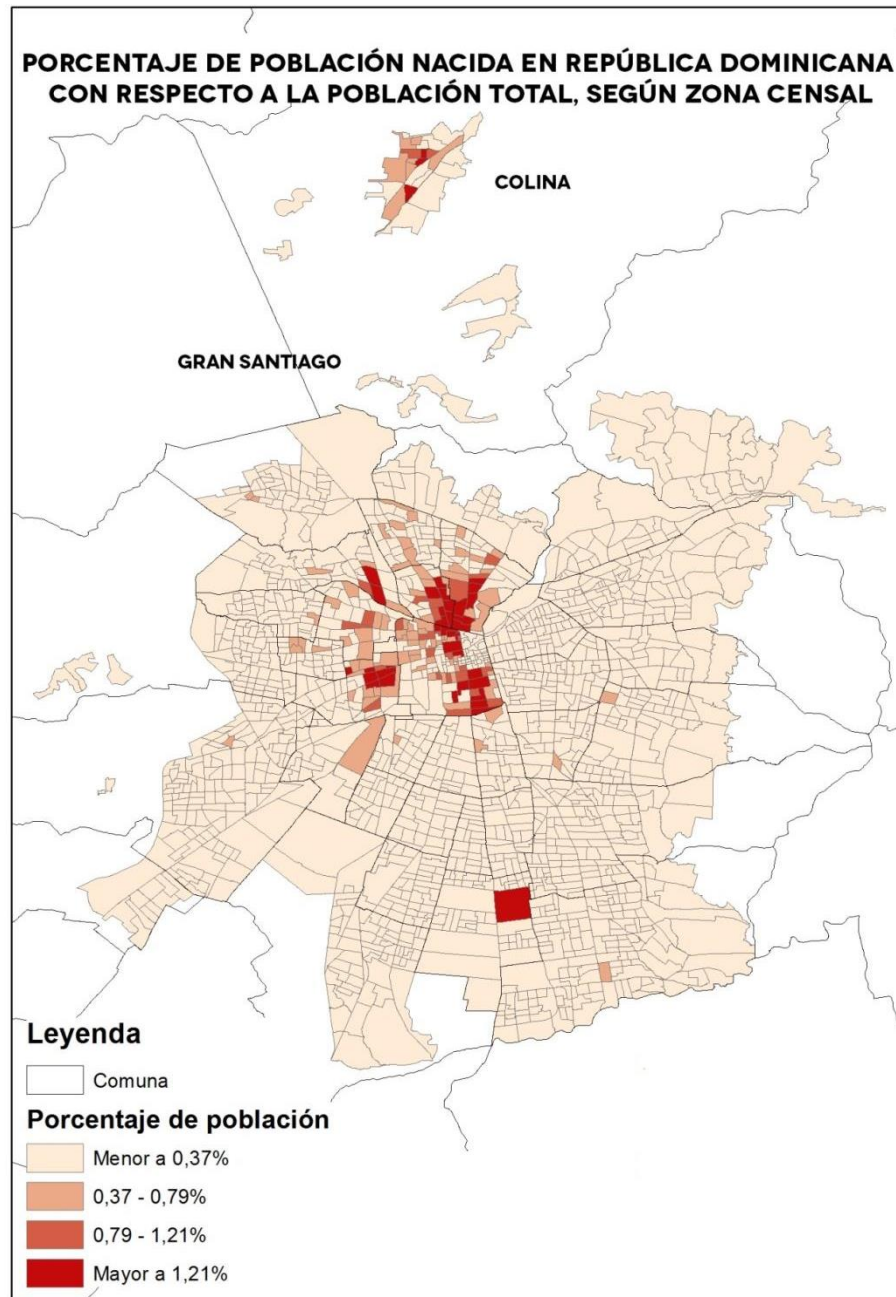 PORCENTAJE DE POBLACIÓN NACIDA EN REPÚBLICA DOMINICANA
CON RESPECTO A LA POBLACIÓN TOTAL, SEGÚN ZONA CENSAL
COLINA
GRAN SANTIAGO
Leyenda
Comuna
Porcentaje de población
Menor a 0,37%
0,37 - 0,79%
0,79 - 1,21%
Mayor a 1,21%